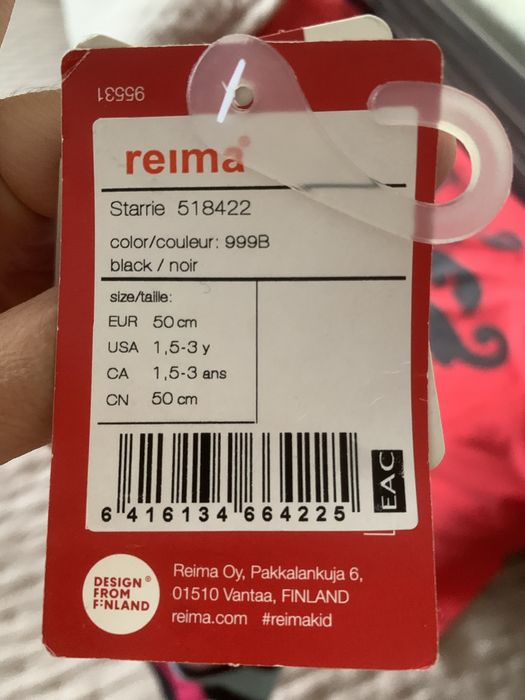 95531
reima
Starrie 518422
color/couleur: 999B
black / noir
size/taille:
EUR 50 cm
USA 1,5-3 y
CA 1,5-3 ans
CN 50 cm
EAC
6 416134 664225
DESIGN®
FROM
FINLAND
Reima Oy, Pakkalankuja 6,
01510 Vantaa, FINLAND
reima.com #reimakid